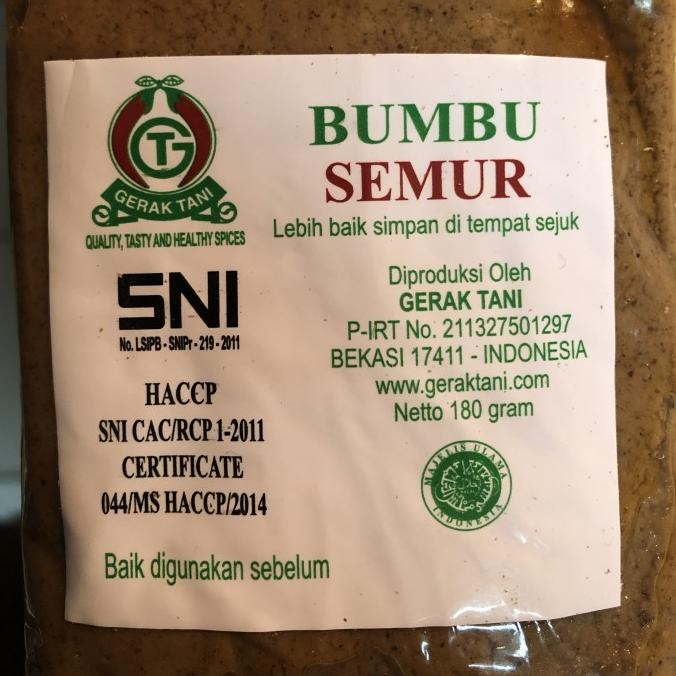 GT
GERAK TANI
QUALITY, TASTY AND HEALTHY SPICES
SNI
No. LSIPB - SNIPr - 219 - 2011
HACCP
SNI CAC/RCP 1-2011
CERTIFICATE
044/MS HACCP/2014
Baik digunakan sebelum
BUMBU
SEMUR
Lebih baik simpan di tempat sejuk
Diproduksi Oleh
GERAK TANI
P-IRT No. 211327501297
BEKASI 17411 - INDONESIA
www.geraktani.com
Netto 180 gram
MAJELIS ULAMA
INDONESIA